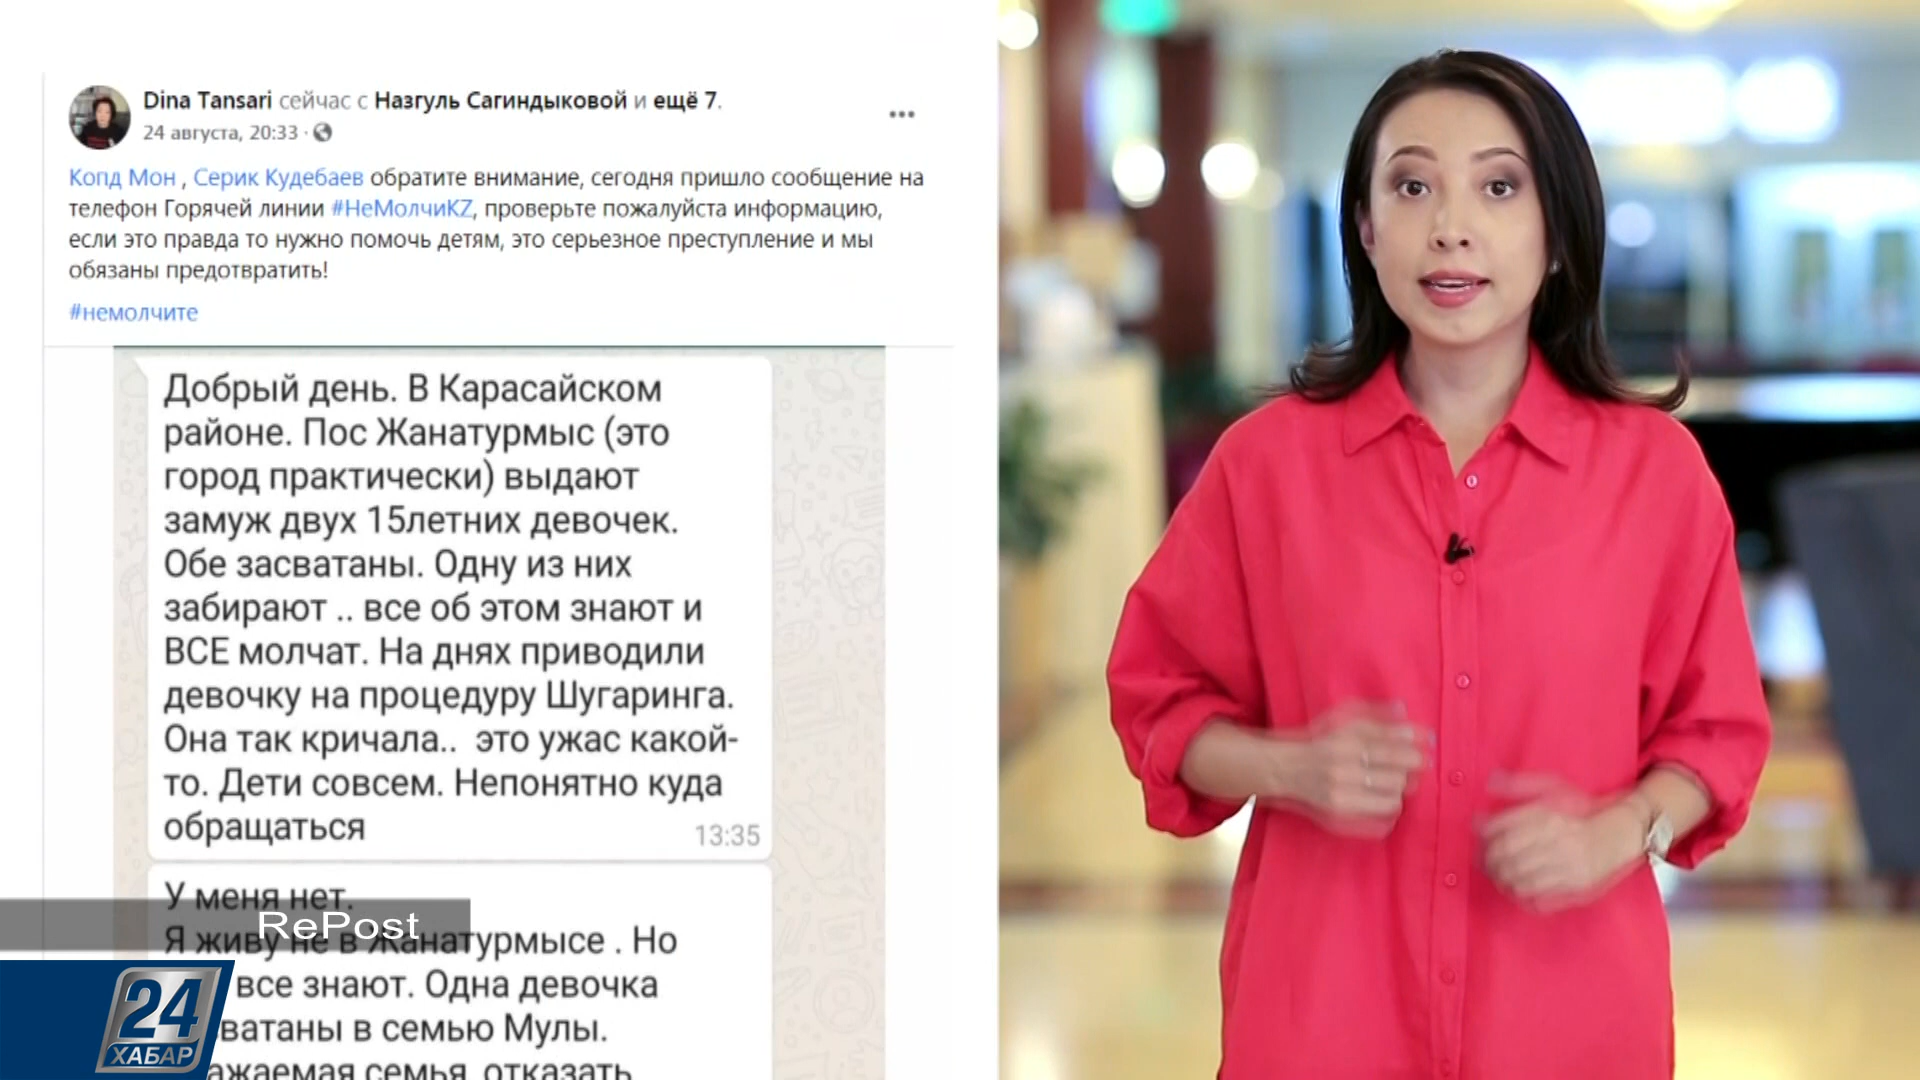 Dina Tansari сейчас с Назгуль Сагиндыковой и ещё 7.
24 августа, 20:33 ·
Копд Мон , Серик Кудебаев обратите внимание, сегодня пришло сообщение на
телефон Горячей линии #НеМолчиKZ, проверьте пожалуйста информацию,
если это правда то нужно помочь детям, это серьезное преступление и мы
обязаны предотвратить!
#немолчите
Добрый день. В Карасайском
районе. Пос Жанатурмыс (это
город практически) выдают
замуж двух 15летних девочек.
Обе засватаны. Одну из них
забирают .. все об этом знают и
ВСЕ молчат. На днях приводили
девочку на процедуру Шугаринга.
Она так кричала..  это ужас какой-
то. Дети совсем. Непонятно куда
обращаться
13:35
У меня нет.
Я живу не в Жанатурмысе . Но
все знают. Одна девочка
ватаны в семью Мулы.
ажаемая семья, отказать
RePost
24
ХАБАР